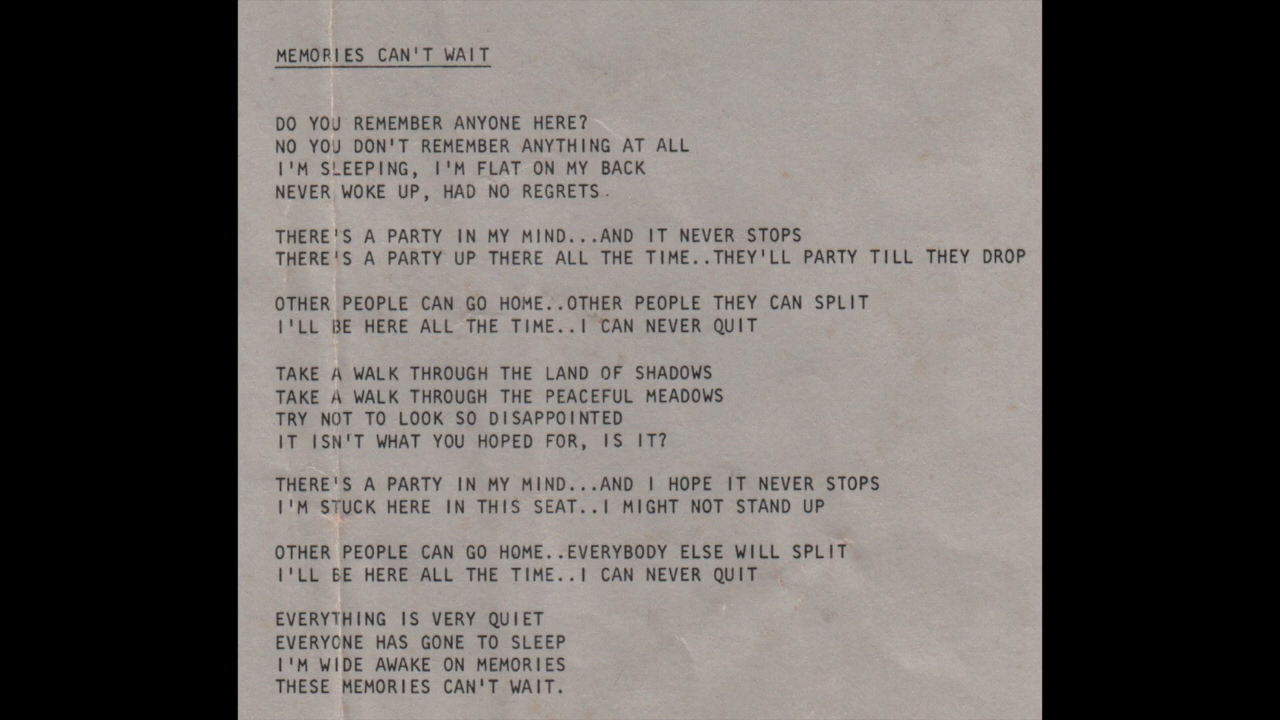 MEMORIES CAN'T WAIT
DO YOU REMEMBER ANYONE HERE?
NO YOU DON'T REMEMBER ANYTHING AT ALL
I'M SLEEPING, I'M FLAT ON MY BACK
NEVER WOKE UP, HAD NO REGRETS.
THERE'S A PARTY IN MY MIND...AND IT NEVER STOPS
THERE'S A PARTY UP THERE ALL THE TIME..THEY'LL PARTY TILL THEY DROP
OTHER PEOPLE CAN GO HOME..OTHER PEOPLE THEY CAN SPLIT
I'LL BE HERE ALL THE TIME..I CAN NEVER QUIT
TAKE A WALK THROUGH THE LAND OF SHADOWS
TAKE A WALK THROUGH THE PEACEFUL MEADOWS
TRY NOT TO LOOK SO DISAPPOINTED
IT ISN'T WHAT YOU HOPED FOR, IS IT?
THERE'S A PARTY IN MY MIND...AND I HOPE IT NEVER STOPS
I'M STUCK HERE IN THIS SEAT..I MIGHT NOT STAND UP
OTHER PEOPLE CAN GO HOME..EVERYBODY ELSE WILL SPLIT
I'LL BE HERE ALL THE TIME..I CAN NEVER QUIT
EVERYTHING IS VERY QUIET
EVERYONE HAS GONE TO SLEEP
I'M WIDE AWAKE ON MEMORIES
THESE MEMORIES CAN'T WAIT.